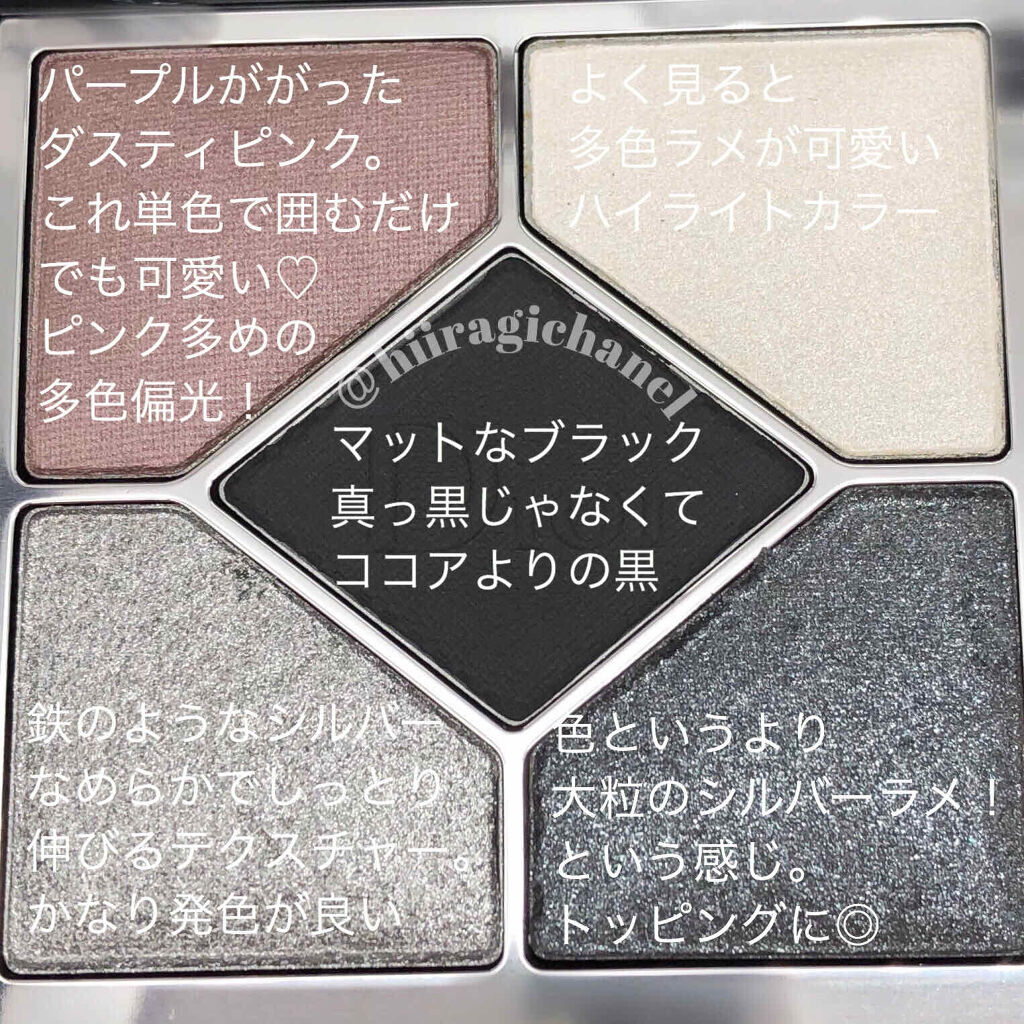 パープルががった
ダスティピンク。
これ単色で囲むだけ
でも可愛い♡
ピンク多めの
多色偏光！
よく見ると
多色ラメが可愛い
ハイライトカラー
@hiiragichanel
マットなブラック
真っ黒じゃなくて
ココアよりの黒
Dior
鉄のようなシルバー
なめらかでしっとり
伸びるテクスチャー。
かなり発色が良い
色というより
大粒のシルバーラメ！
という感じ。
トッピングに◎